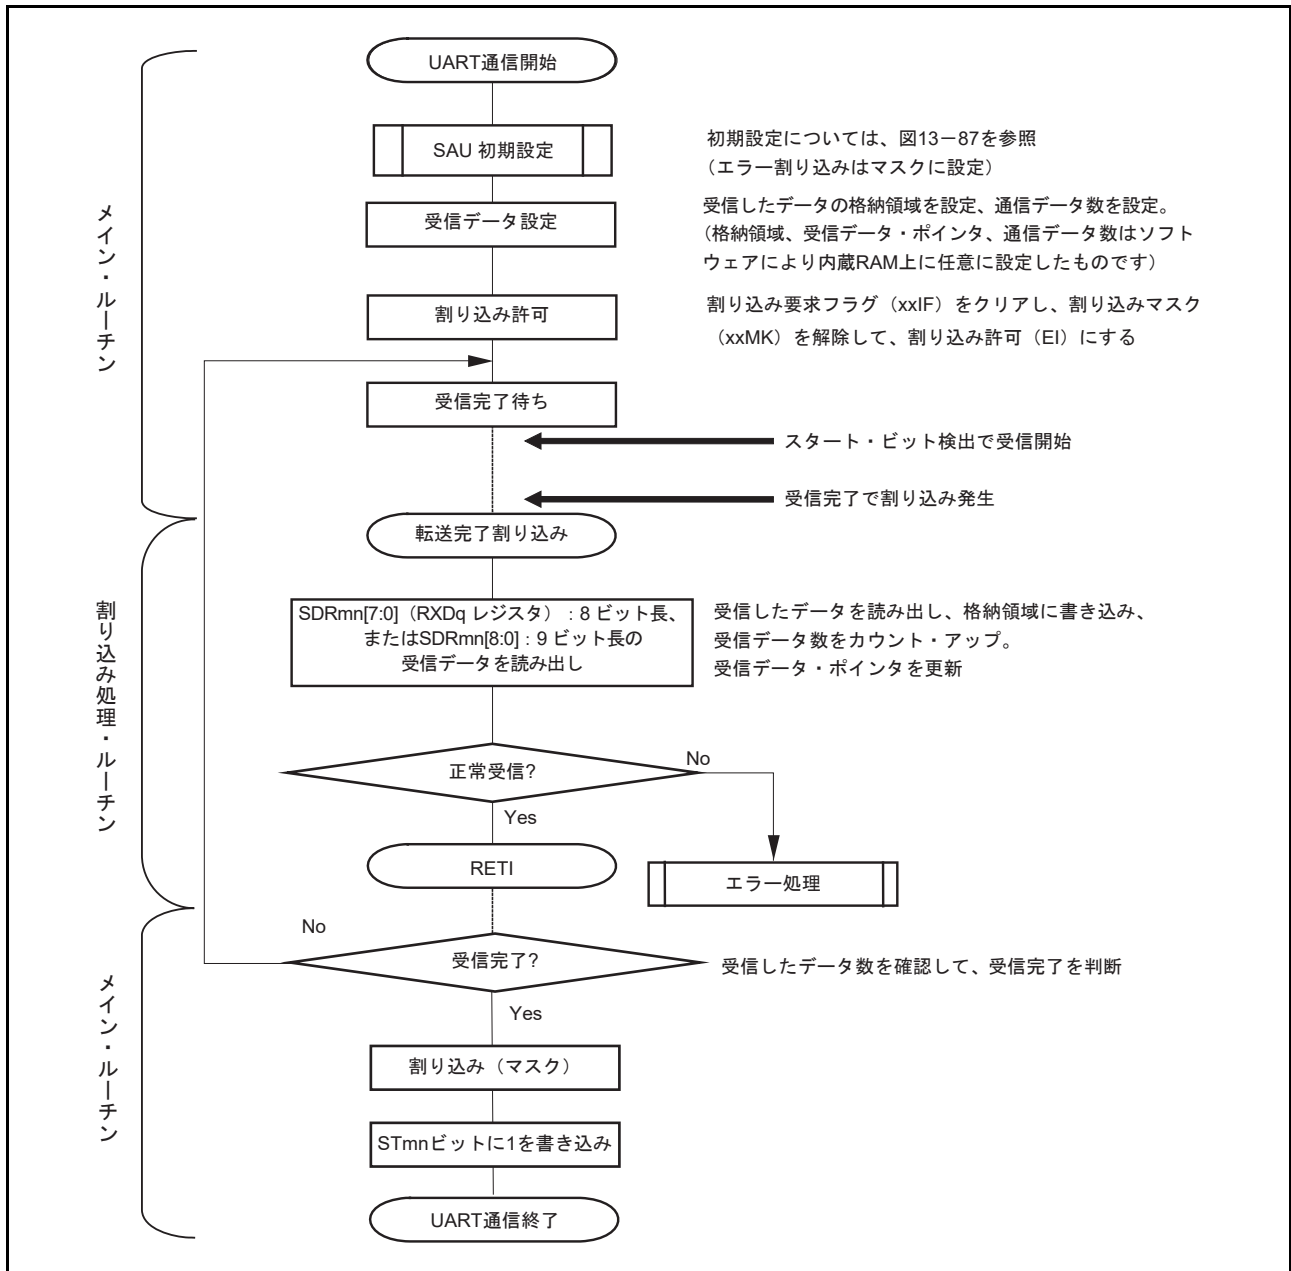 UART通信開始
SAU 初期設定
初期設定については、図13－87を参照
（エラー割り込みはマスクに設定）
受信データ設定
受信したデータの格納領域を設定、通信データ数を設定。
（格納領域、受信データ・ポインタ、通信データ数はソフト
ウェアにより内蔵RAM上に任意に設定したものです）
割り込み許可
割り込み要求フラグ（xxIF）をクリアし、割り込みマスク
（xxMK）を解除して、割り込み許可（EI）にする
メイン・ルーチン
受信完了待ち
スタート・ビット検出で受信開始
受信完了で割り込み発生
転送完了割り込み
SDRmn[7:0]（RXDq レジスタ）：8 ビット長、
またはSDRmn[8:0]：9 ビット長の
受信データを読み出し
受信したデータを読み出し、格納領域に書き込み、
受信データ数をカウント・アップ。
受信データ・ポインタを更新
割り込み処理・ルーチン
正常受信?
No
Yes
RETI
エラー処理
No
受信完了?
受信したデータ数を確認して、受信完了を判断
Yes
メイン・ルーチン
割り込み（マスク）
STmnビットに1を書き込み
UART通信終了